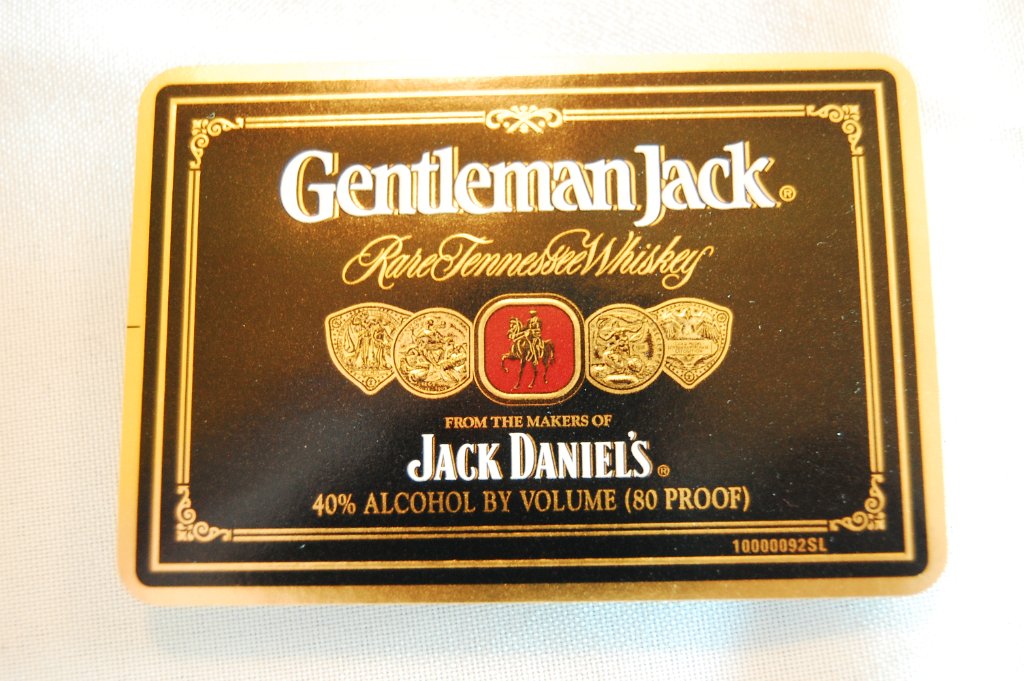 Gentleman Jack®
Rare Tennessee Whiskey
FROM THE MAKERS OF
JACK DANIEL'S®
40% ALCOHOL BY VOLUME (80 PROOF)
10000092SL